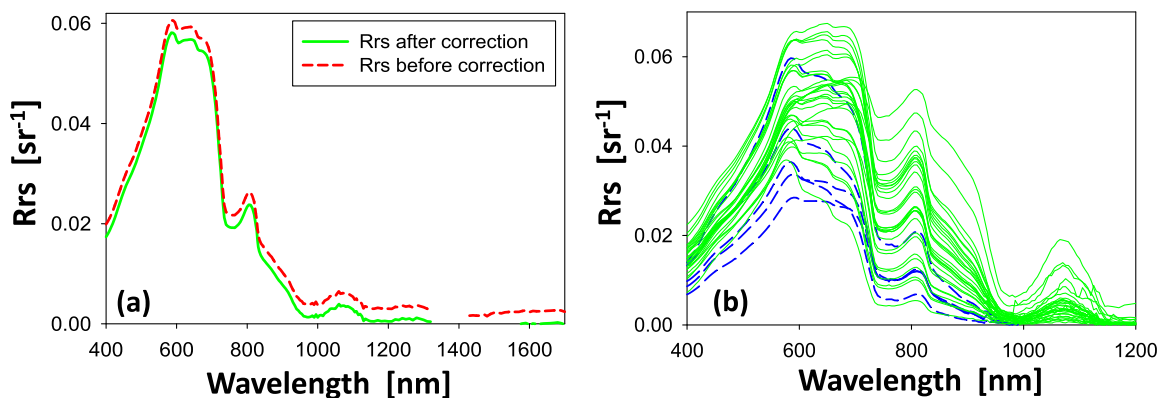 0.06
0.04
0.02
0.00
Rrs [sr-1]
Rrs after correction
Rrs before correction
(a)
400 600 800 1000 1200 1400 1600
Wavelength [nm]
0.06
0.04
0.02
0.00
Rrs [sr-1]
(b)
400 600 800 1000 1200
Wavelength [nm]